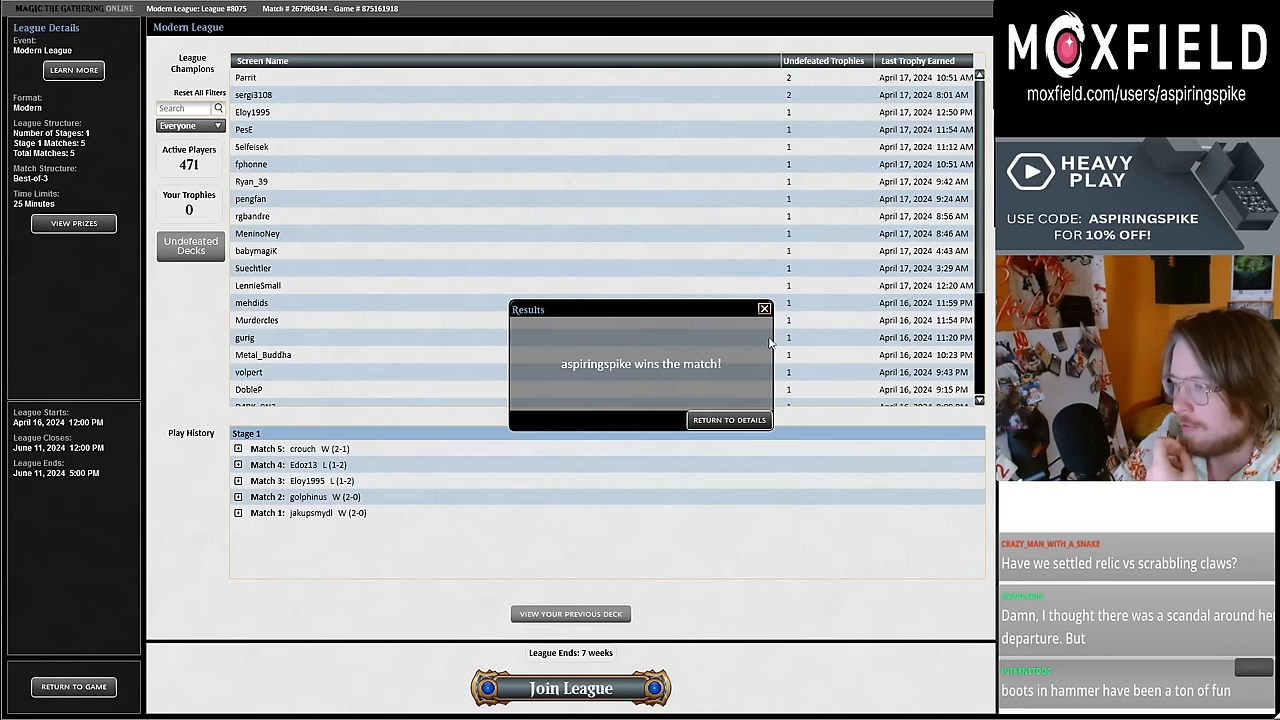 MAGIC THE GATHERING ONLINE
Modern League: League #8075
Match # 267960344 - Game # 875161918
League Details
Event:
Modern League
LEARN MORE
Format:
Modern
League Structure:
Number of Stages: 1
Stage 1 Matches: 5
Total Matches: 5
Match Structure:
Best-of-3
Time Limits:
25 Minutes
VIEW PRIZES
League Starts:
April 16, 2024 12:00 PM
League Closes:
June 11, 2024 12:00 PM
League Ends:
June 11, 2024 5:00 PM
RETURN TO GAME
Modern League
League
Champions
Reset All Filters
Search
Everyone
Active Players
471
Your Trophies
0
Undefeated
Decks
Screen Name Undefeated Trophies Last Trophy Earned
Parrit 2 April 17, 2024 10:51 AM
sergi3108 2 April 17, 2024 8:01 AM
Eloy1995 1 April 17, 2024 12:50 PM
PesE 1 April 17, 2024 11:54 AM
Selfeisek 1 April 17, 2024 11:12 AM
fphonne 1 April 17, 2024 10:51 AM
Ryan_39 1 April 17, 2024 9:42 AM
pengfan 1 April 17, 2024 9:24 AM
rgbandre 1 April 17, 2024 8:56 AM
MeninoNey 1 April 17, 2024 8:46 AM
babymagiK 1 April 17, 2024 4:43 AM
Suechtler 1 April 17, 2024 3:29 AM
LennieSmall 1 April 17, 2024 12:20 AM
mehdids 1 April 16, 2024 11:59 PM
Murdercles 1 April 16, 2024 11:54 PM
gurig 1 April 16, 2024 11:20 PM
Metal_Buddha 1 April 16, 2024 10:23 PM
volpert 1 April 16, 2024 9:43 PM
DobleP 1 April 16, 2024 9:15 PM
Results
aspiringspike wins the match!
RETURN TO DETAILS
Play History
Stage 1
Match 5: crouch W (2-1)
Match 4: Edoz13 L (1-2)
Match 3: Eloy1995 L (1-2)
Match 2: golphinus W (2-0)
Match 1: jakupsmydl W (2-0)
VIEW YOUR PREVIOUS DECK
League Ends: 7 weeks
Join League
MOXFIELD
moxfield.com/users/aspiringspike
HEAVY
PLAY
USE CODE: ASPIRINGSPIKE
FOR 10% OFF!
CRAZY_MAN_WITH_A_SNAKE
Have we settled relic vs scrabbling claws?
Damn, I thought there was a scandal around her
departure. But
INTERNETDOC
boots in hammer have been a ton of fun